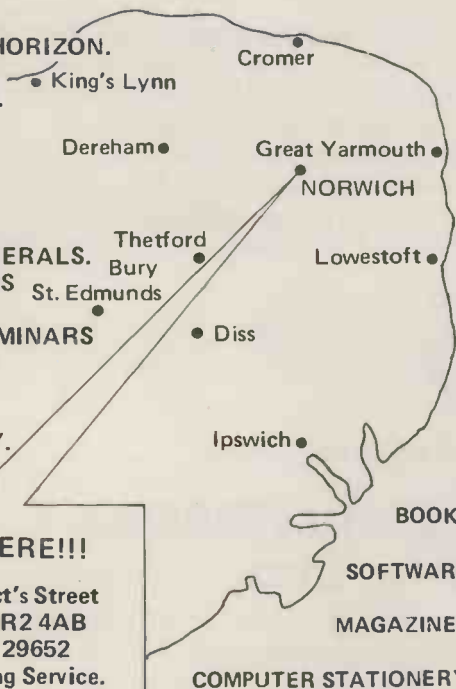 HORIZON.
Cromer
King's Lynn
Dereham
Great Yarmouth
NORWICH
Thetford
ERALS.
Bury
Lowestoft
S
St. Edmunds
MINARS
Diss
Y.
Ipswich
BOOK
ERE!!!
SOFTWAR
ct's Street
R2 4AB
MAGAZINE
29652
ng Service.
COMPUTER STATIONERY